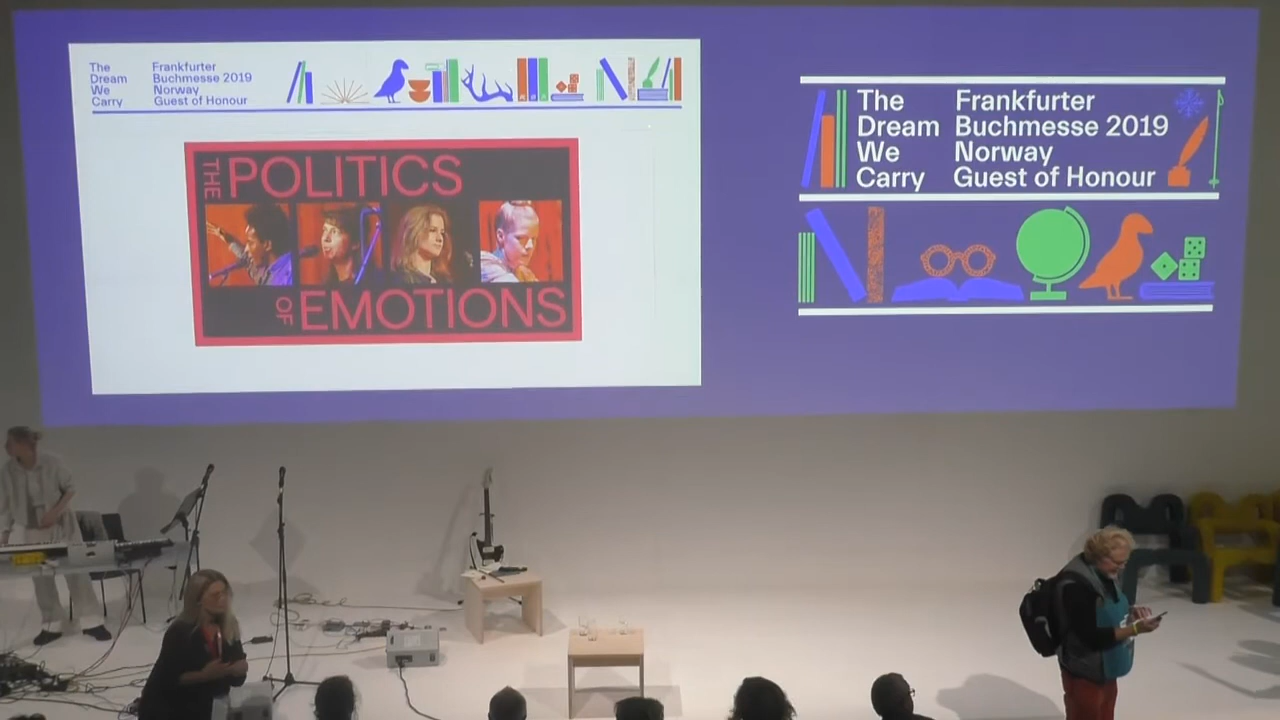 The Dream We Carry
Frankfurter Buchmesse 2019 Norway Guest of Honour
THE POLITICS
OF EMOTIONS
The Dream We Carry
Frankfurter Buchmesse 2019 Norway Guest of Honour